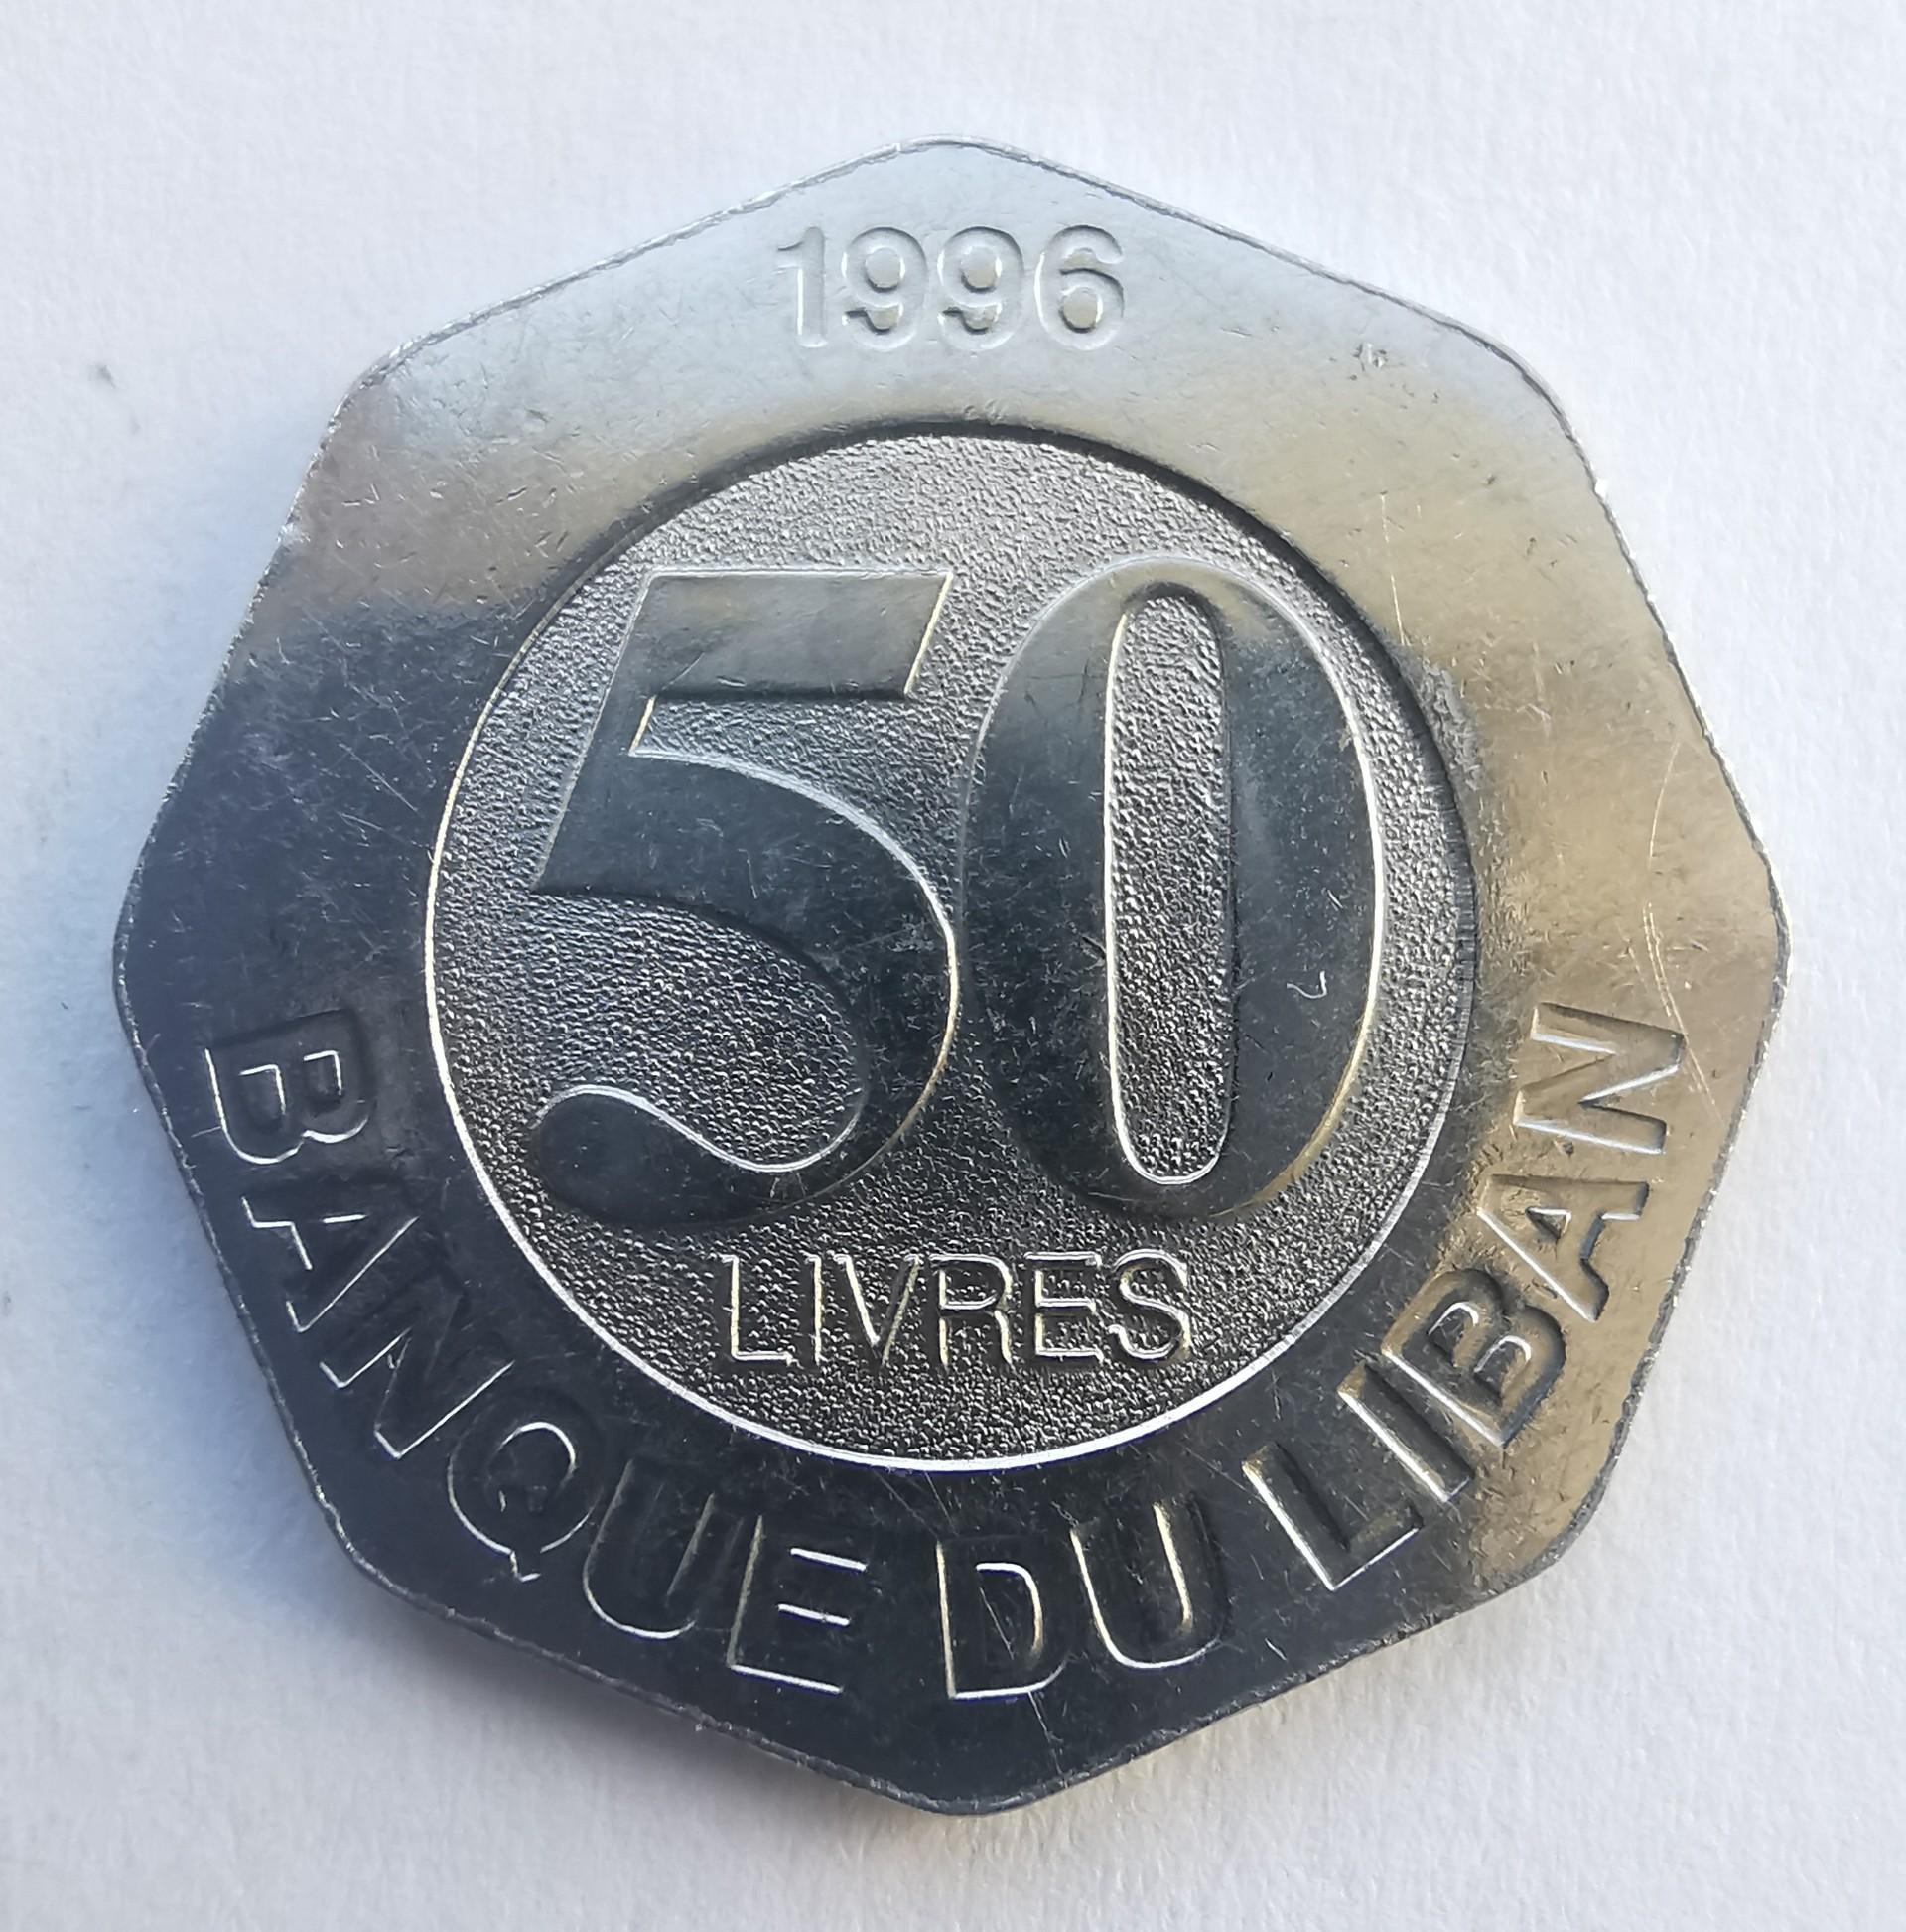 1996
50
LIVRES
BANQUE DU LIBAN